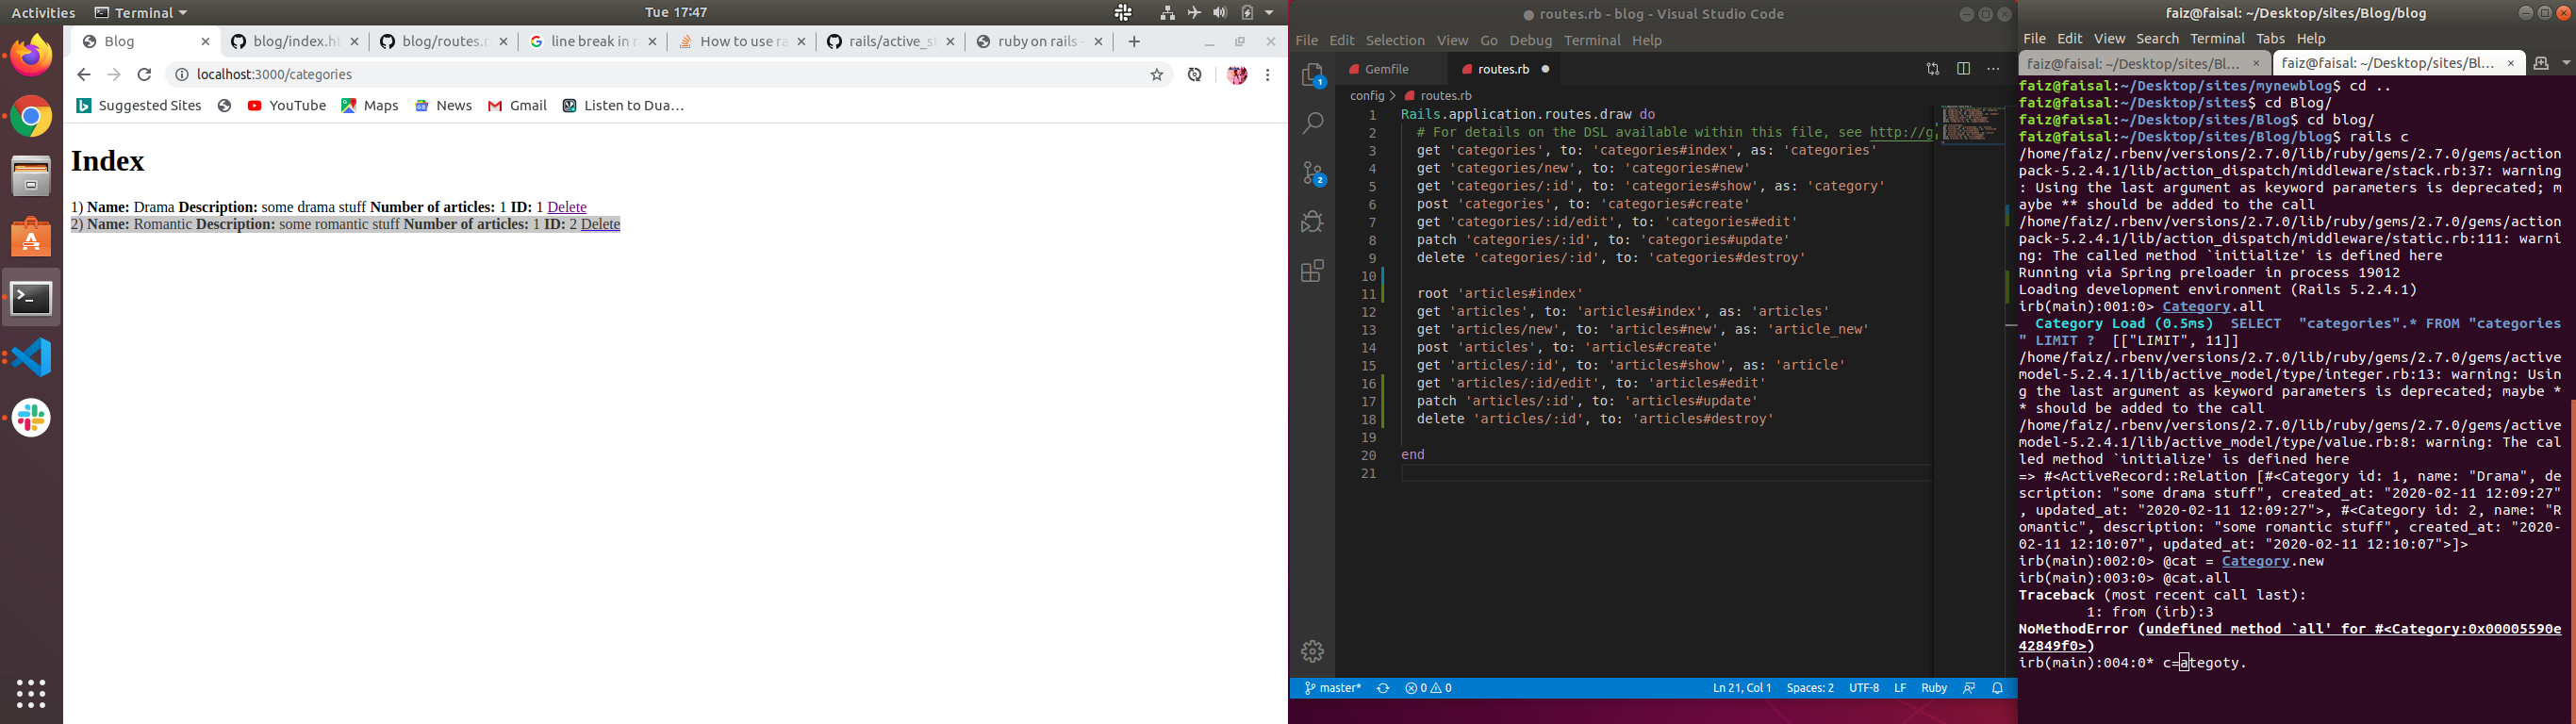 Activities Terminal Tue 17:47
Blog blog/index.ht blog/routes.r line break in r How to use ra rails/active_s ruby on rails -
localhost:3000/categories
Suggested Sites YouTube Maps News Gmail Listen to Dua…
Index
1) Name: Drama Description: some drama stuff Number of articles: 1 ID: 1 Delete
2) Name: Romantic Description: some romantic stuff Number of articles: 1 ID: 2 Delete
routes.rb - blog - Visual Studio Code
File Edit Selection View Go Debug Terminal Help
Gemfile routes.rb
config > routes.rb
1 Rails.application.routes.draw do
2 # For details on the DSL available within this file, see http://g
3 get 'categories', to: 'categories#index', as: 'categories'
4 get 'categories/new', to: 'categories#new'
5 get 'categories/:id', to: 'categories#show', as: 'category'
6 post 'categories', to: 'categories#create'
7 get 'categories/:id/edit', to: 'categories#edit'
8 patch 'categories/:id', to: 'categories#update'
9 delete 'categories/:id', to: 'categories#destroy'
10
11 root 'articles#index'
12 get 'articles', to: 'articles#index', as: 'articles'
13 get 'articles/new', to: 'articles#new', as: 'article_new'
14 post 'articles', to: 'articles#create'
15 get 'articles/:id', to: 'articles#show', as: 'article'
16 get 'articles/:id/edit', to: 'articles#edit'
17 patch 'articles/:id', to: 'articles#update'
18 delete 'articles/:id', to: 'articles#destroy'
19
20 end
21
1
2
master* 0 0 Ln 21, Col 1 Spaces: 2 UTF-8 LF Ruby
faiz@faisal: ~/Desktop/sites/Blog/blog
File Edit View Search Terminal Tabs Help
faiz@faisal: ~/Desktop/sites/Bl… faiz@faisal: ~/Desktop/sites/Bl…
faiz@faisal:~/Desktop/sites/mynewblog$ cd ..
faiz@faisal:~/Desktop/sites$ cd Blog/
faiz@faisal:~/Desktop/sites/Blog$ cd blog/
faiz@faisal:~/Desktop/sites/Blog/blog$ rails c
/home/faiz/.rbenv/versions/2.7.0/lib/ruby/gems/2.7.0/gems/action
pack-5.2.4.1/lib/action_dispatch/middleware/stack.rb:37: warning
: Using the last argument as keyword parameters is deprecated; m
aybe ** should be added to the call
/home/faiz/.rbenv/versions/2.7.0/lib/ruby/gems/2.7.0/gems/action
pack-5.2.4.1/lib/action_dispatch/middleware/static.rb:111: warni
ng: The called method `initialize' is defined here
Running via Spring preloader in process 19012
Loading development environment (Rails 5.2.4.1)
irb(main):001:0> Category.all
Category Load (0.5ms) SELECT "categories".* FROM "categories
" LIMIT ? [["LIMIT", 11]]
/home/faiz/.rbenv/versions/2.7.0/lib/ruby/gems/2.7.0/gems/active
model-5.2.4.1/lib/active_model/type/integer.rb:13: warning: Usin
g the last argument as keyword parameters is deprecated; maybe *
* should be added to the call
/home/faiz/.rbenv/versions/2.7.0/lib/ruby/gems/2.7.0/gems/active
model-5.2.4.1/lib/active_model/type/value.rb:8: warning: The cal
led method `initialize' is defined here
=> #<ActiveRecord::Relation [#<Category id: 1, name: "Drama", de
scription: "some drama stuff", created_at: "2020-02-11 12:09:27"
, updated_at: "2020-02-11 12:09:27">, #<Category id: 2, name: "R
omantic", description: "some romantic stuff", created_at: "2020-
02-11 12:10:07", updated_at: "2020-02-11 12:10:07">]>
irb(main):002:0> @cat = Category.new
irb(main):003:0> @cat.all
Traceback (most recent call last):
1: from (irb):3
NoMethodError (undefined method `all' for #<Category:0x00005590e
42849f0>)
irb(main):004:0* c=ategoty.